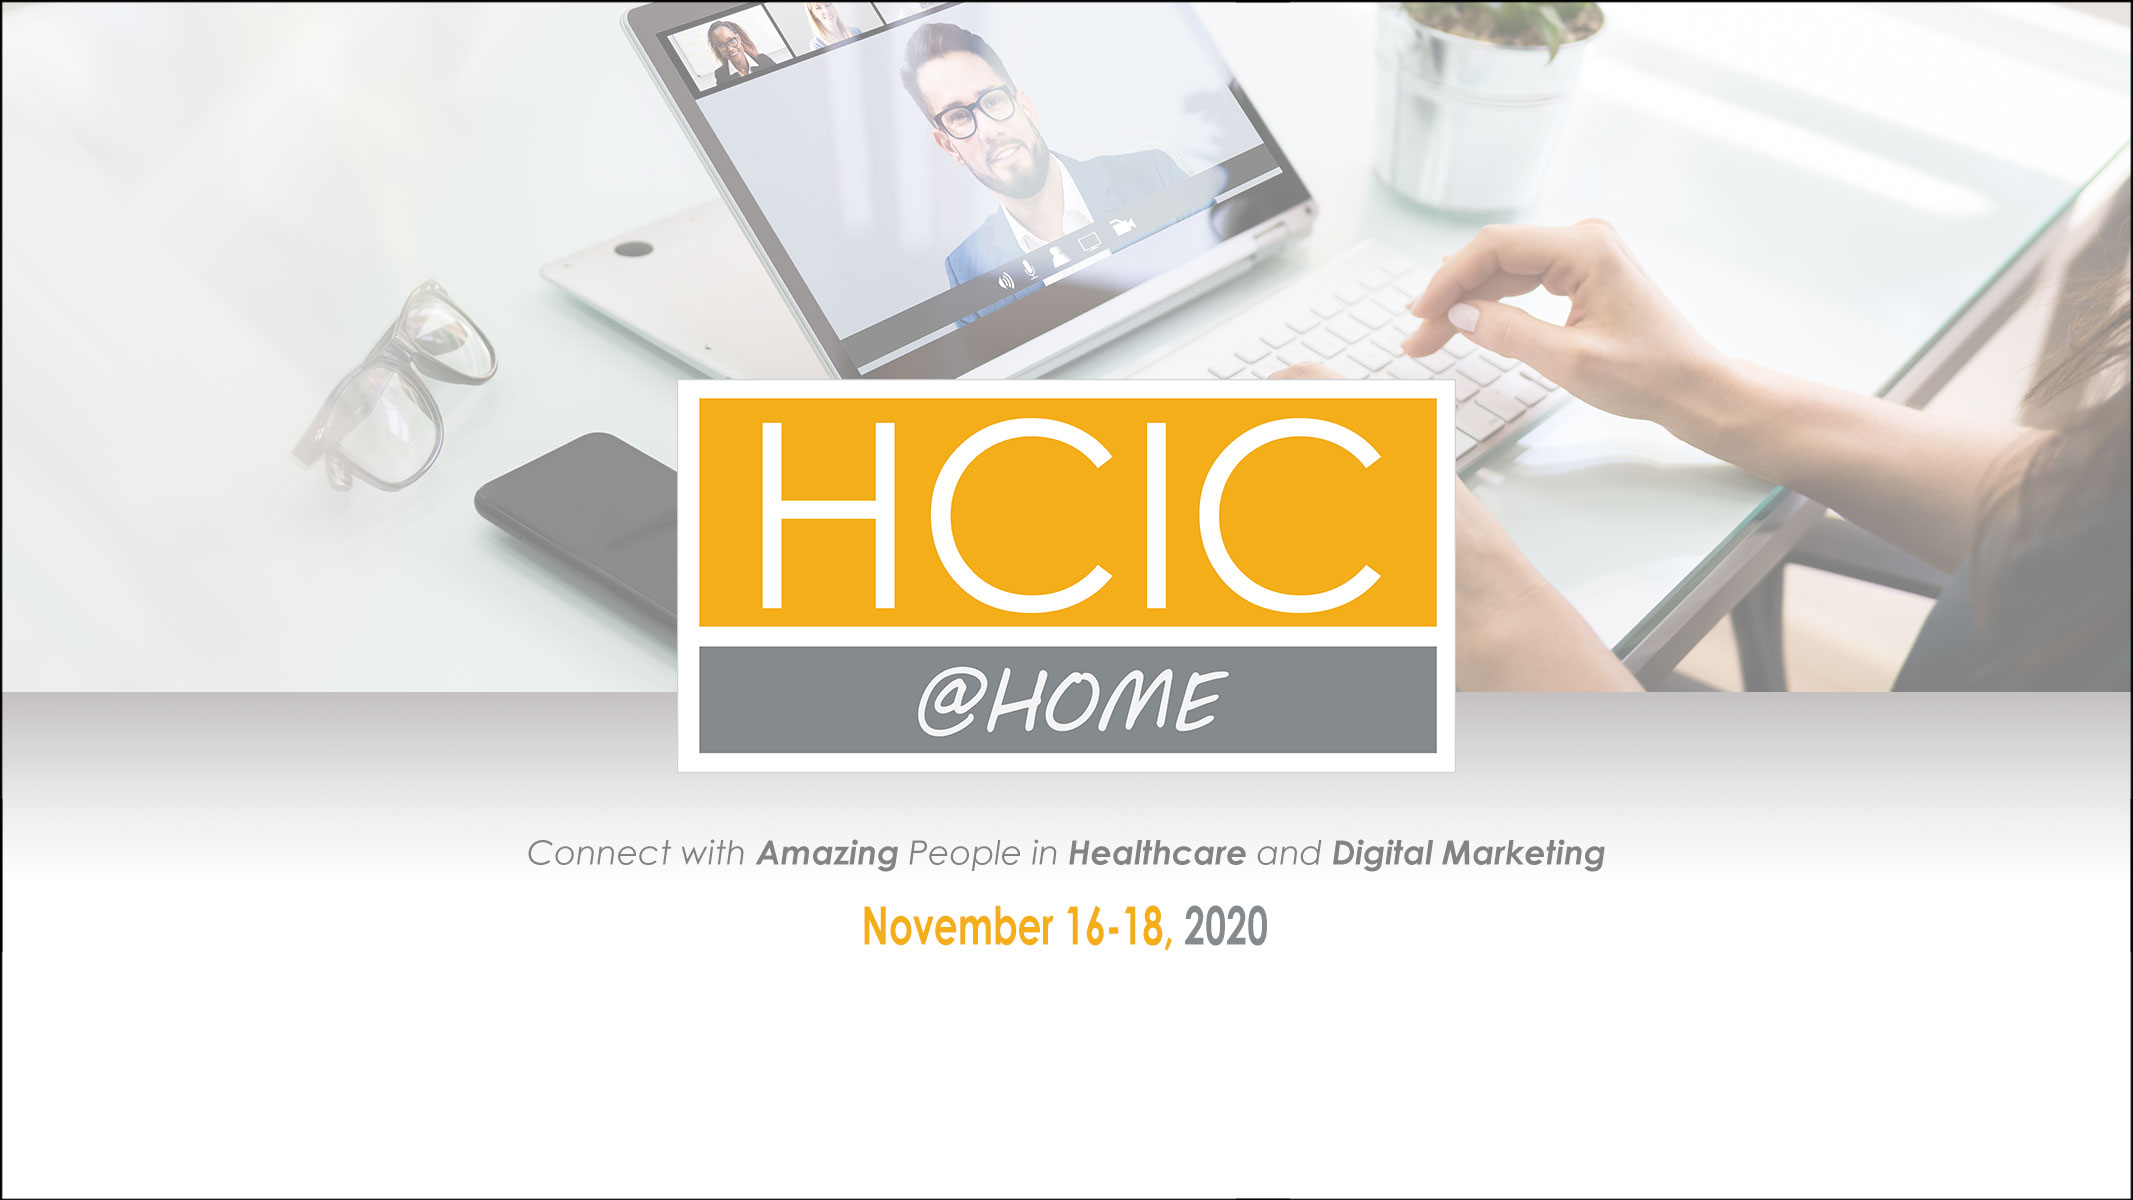 HCIC
@HOME
Connect with Amazing People in Healthcare and Digital Marketing
November 16-18, 2020